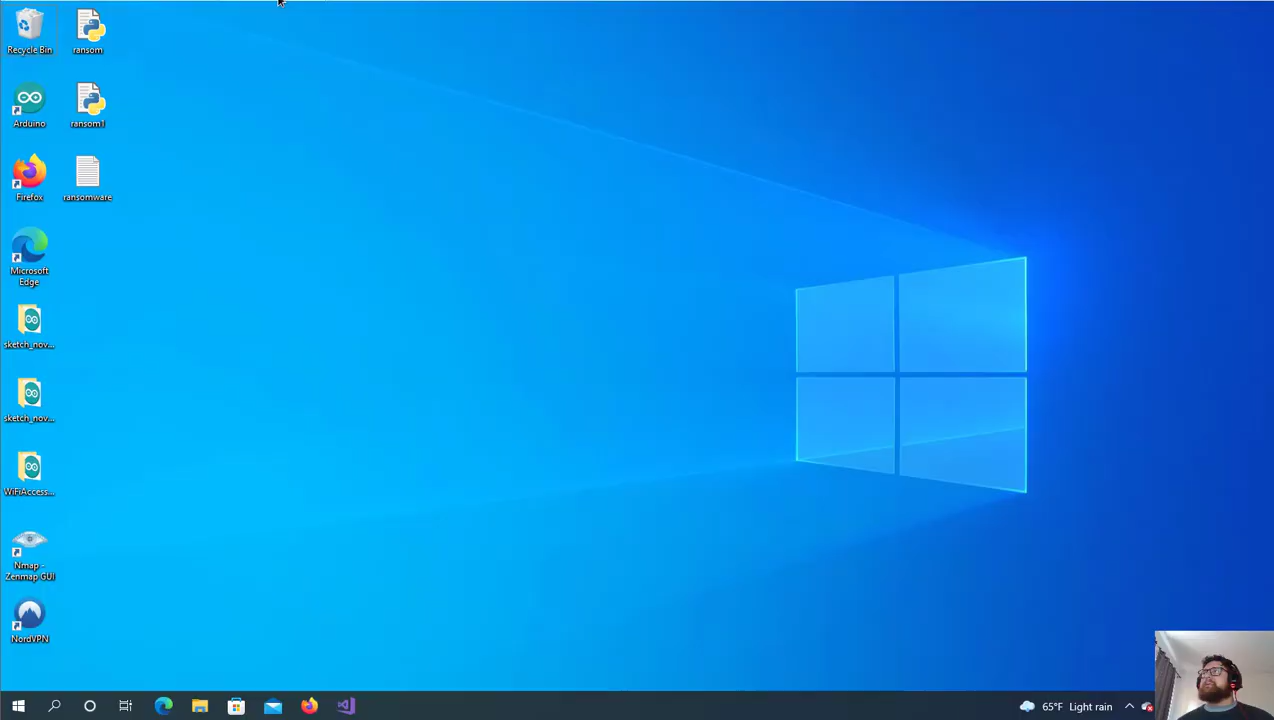 Recycle Bin
ransom
Arduino
ransom1
Firefox
ransomware
Microsoft
Edge
sketch_nov...
sketch_nov...
WiFiAccess...
Nmap -
Zenmap GUI
NordVPN
65°F Light rain